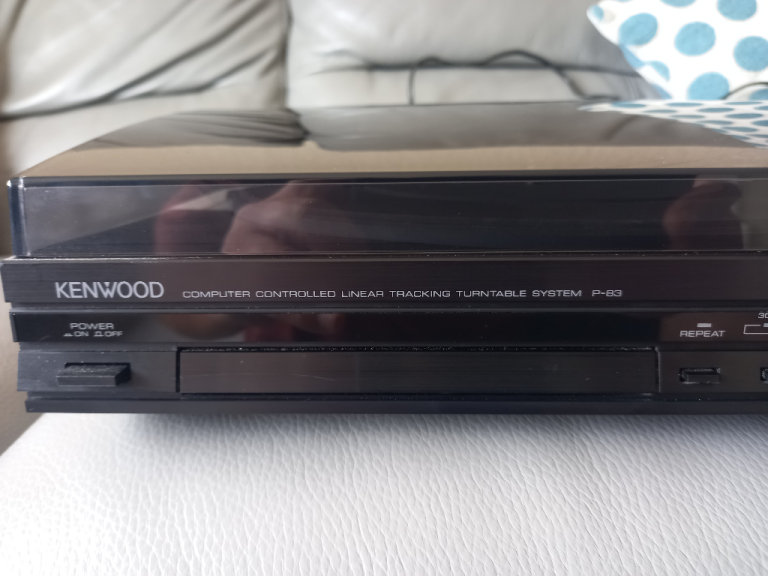 KENWOOD COMPUTER CONTROLLED LINEAR TRACKING TURNTABLE SYSTEM P-83
POWER
ON OFF
REPEAT